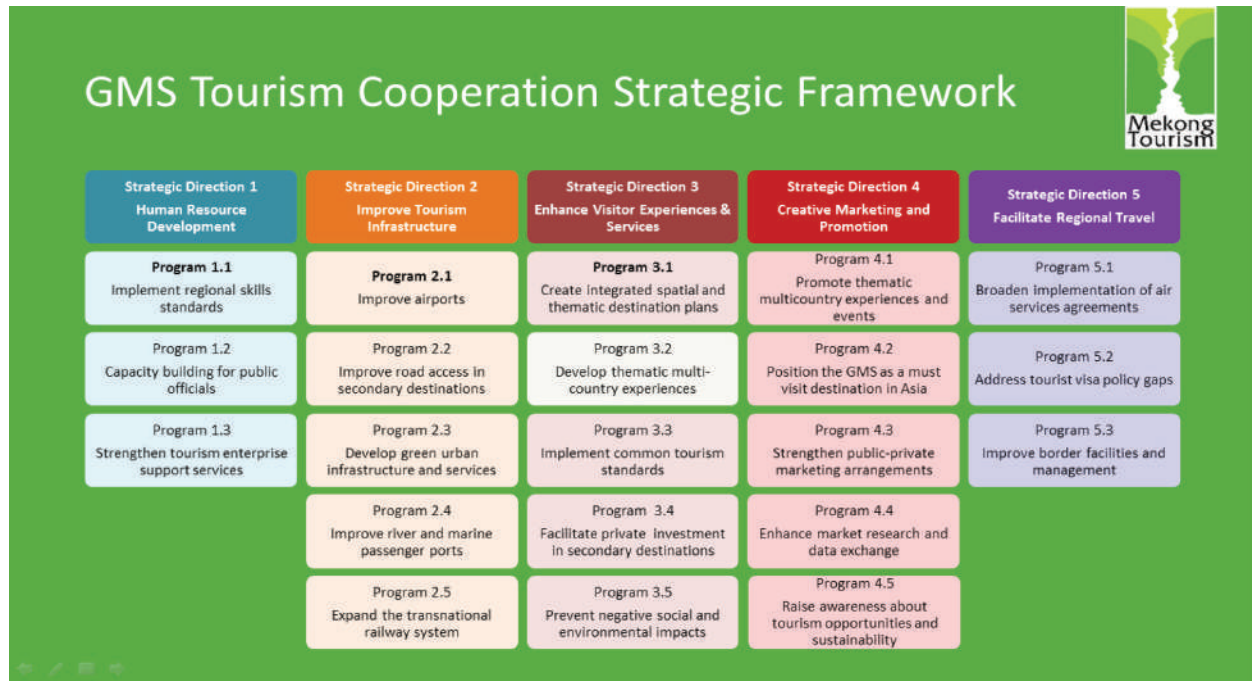 GMS Tourism Cooperation Strategic Framework
Mekong
Tourism
Strategic Direction 1
Human Resource
Development
Program 1.1
Implement regional skills
standards
Program 1.2
Capacity building for public
officials
Program 1.3
Strengthen tourism enterprise
support services
Strategic Direction 2
Improve Tourism
Infrastructure
Program 2.1
Improve airports
Program 2.2
Improve road access in
secondary destinations
Program 2.3
Develop green urban
infrastructure and services
Program 2.4
Improve river and marine
passenger ports
Program 2.5
Expand the transnational
railway system
Strategic Direction 3
Enhance Visitor Experiences &
Services
Program 3.1
Create integrated spatial and
thematic destination plans
Program 3.2
Develop thematic multi-
country experiences
Program 3.3
Implement common tourism
standards
Program 3.4
Facilitate private investment
in secondary destinations
Program 3.5
Prevent negative social and
environmental impacts
Strategic Direction 4
Creative Marketing and
Promotion
Program 4.1
Promote thematic
multicountry experiences and
events
Program 4.2
Position the GMS as a must
visit destination in Asia
Program 4.3
Strengthen public-private
marketing arrangements
Program 4.4
Enhance market research and
data exchange
Program 4.5
Raise awareness about
tourism opportunities and
sustainability
Strategic Direction 5
Facilitate Regional Travel
Program 5.1
Broaden implementation of air
services agreements
Program 5.2
Address tourist visa policy gaps
Program 5.3
Improve border facilities and
management